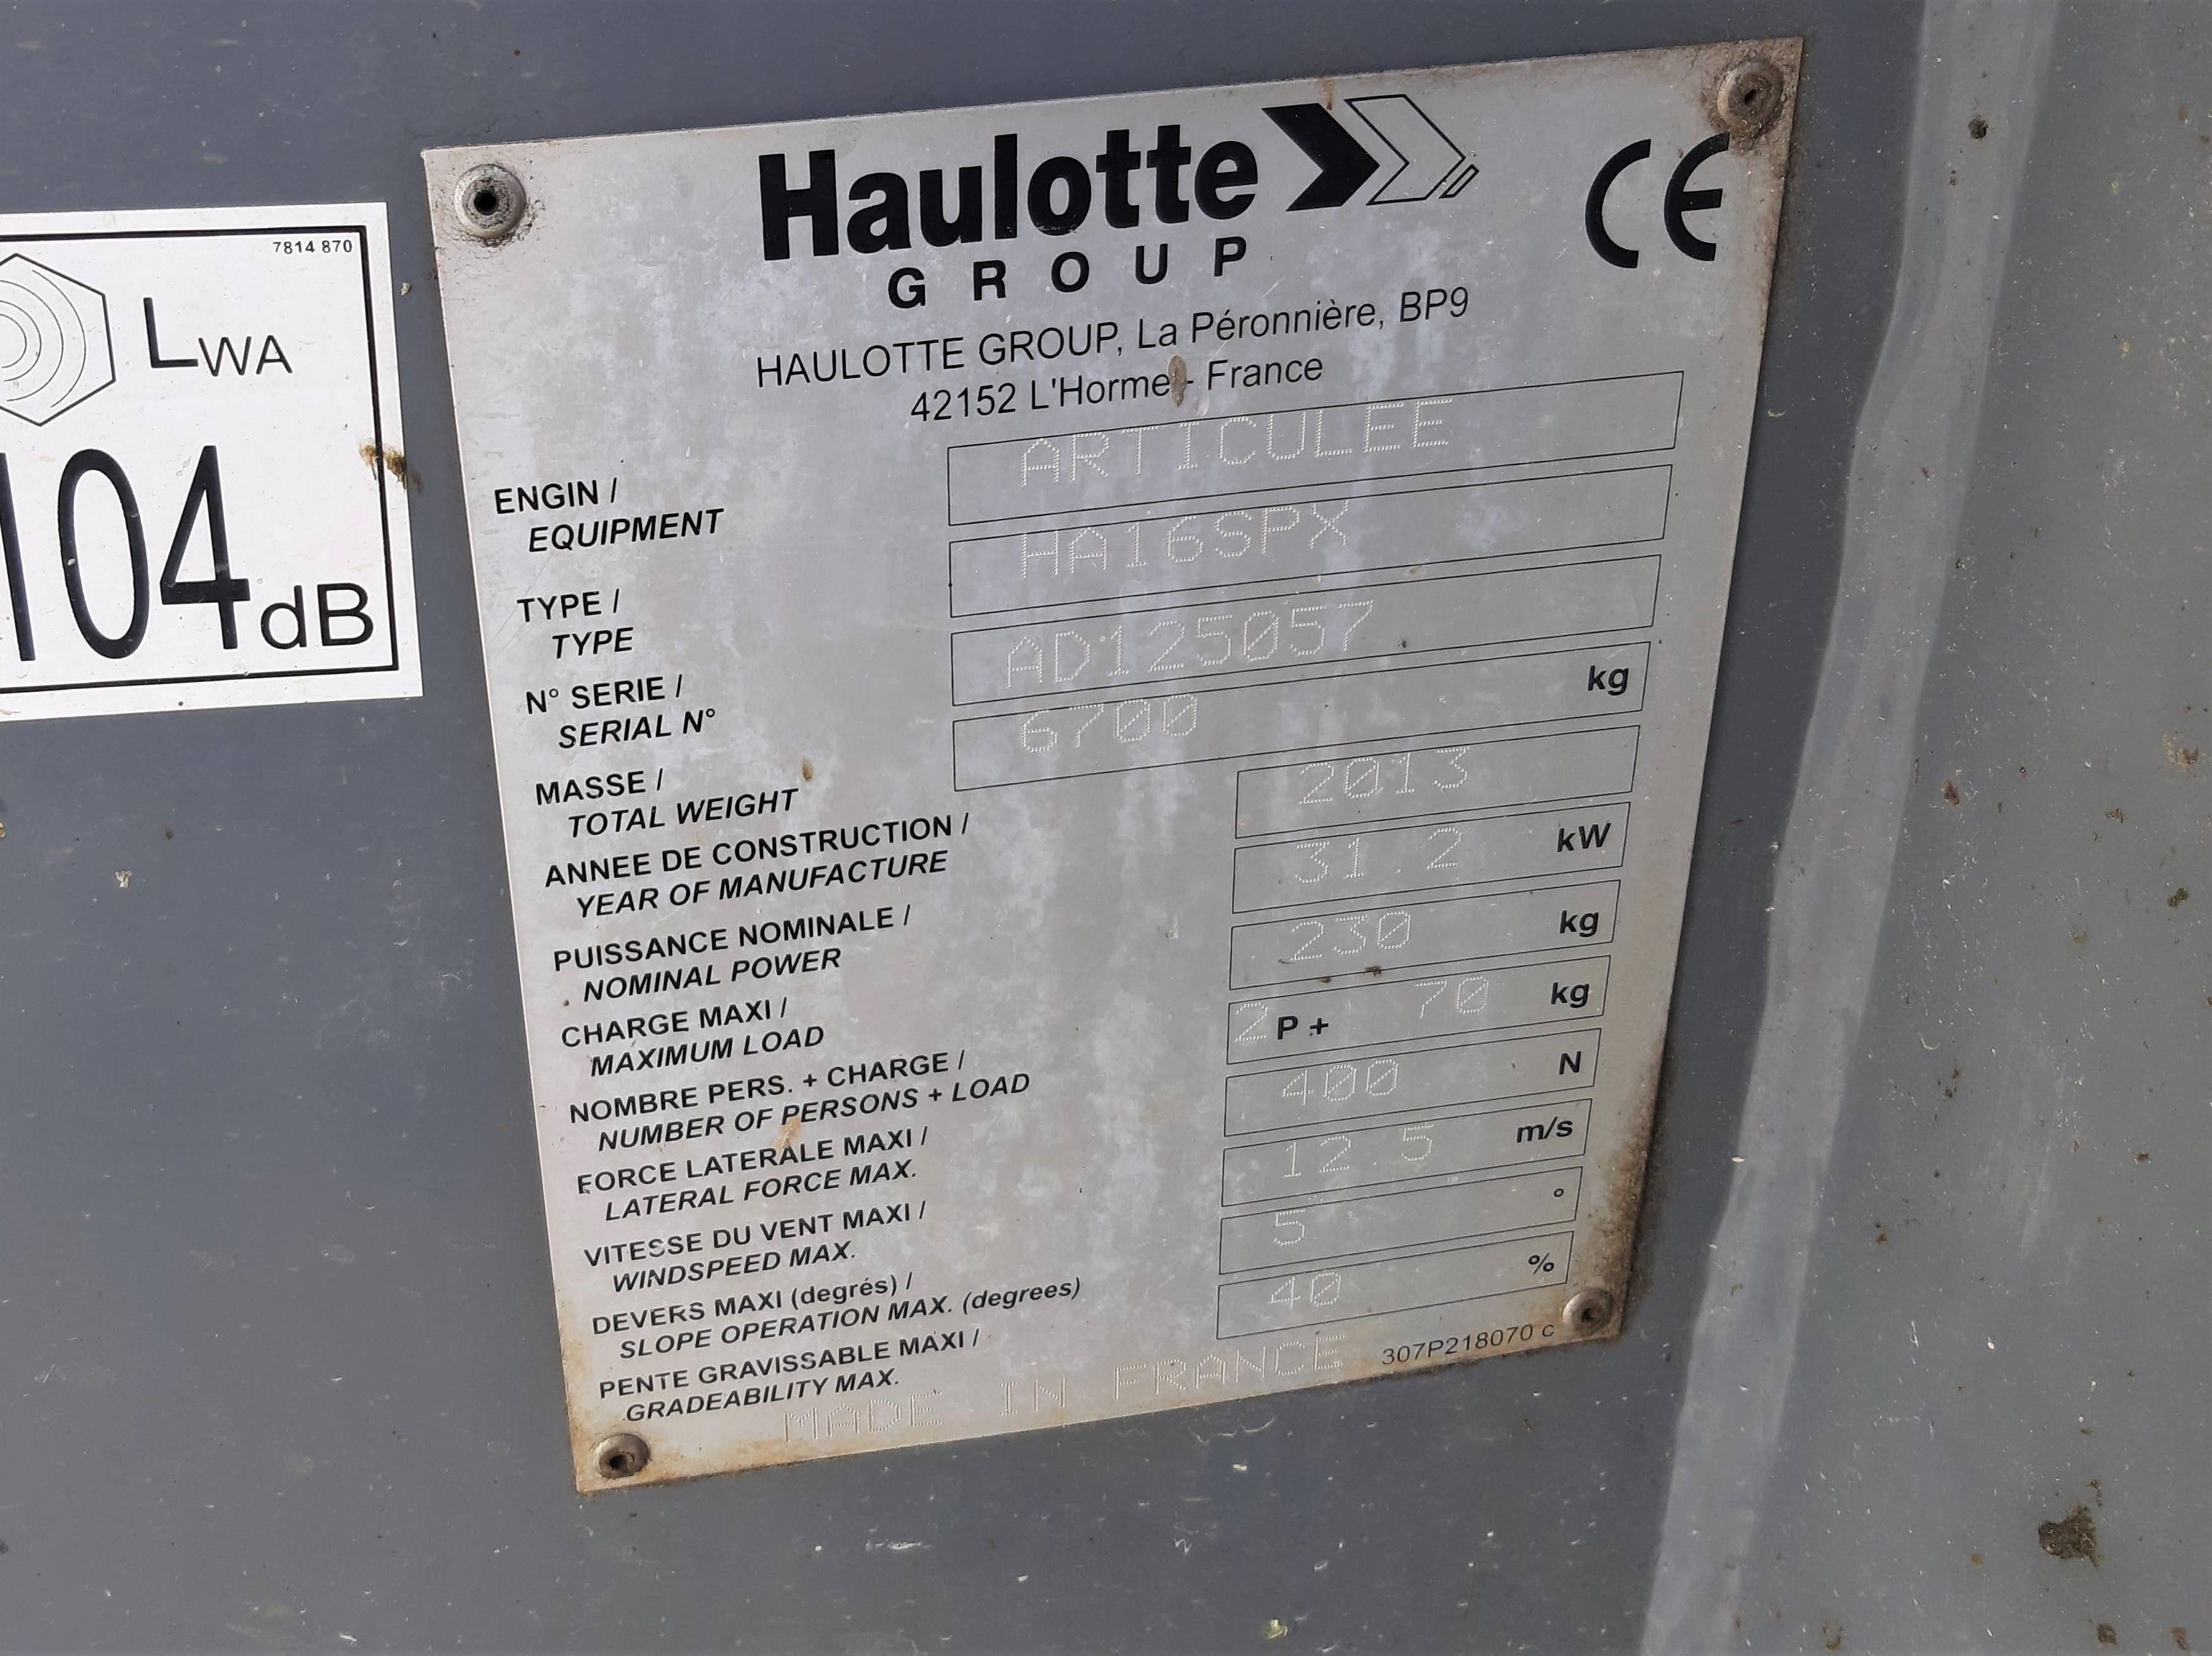 7814 870
LWA
104 dB
Haulotte
GROUP
CE
HAULOTTE GROUP, La Péronnière, BP9
42152 L'Horme - France
ENGIN /
EQUIPMENT
ARTICULEE
TYPE /
TYPE
HA16SPX
N° SERIE /
SERIAL N°
AD125057
MASSE /
TOTAL WEIGHT
6700 kg
ANNEE DE CONSTRUCTION /
YEAR OF MANUFACTURE
2013
PUISSANCE NOMINALE /
NOMINAL POWER
31.2 kW
CHARGE MAXI /
MAXIMUM LOAD
230 kg
NOMBRE PERS. + CHARGE /
NUMBER OF PERSONS + LOAD
2 P + 70 kg
FORCE LATERALE MAXI /
LATERAL FORCE MAX.
400 N
VITESSE DU VENT MAXI /
WINDSPEED MAX.
12.5 m/s
DEVERS MAXI (degrés) /
SLOPE OPERATION MAX. (degrees)
5 °
PENTE GRAVISSABLE MAXI /
GRADEABILITY MAX.
40 %
MADE IN FRANCE
307P218070 c